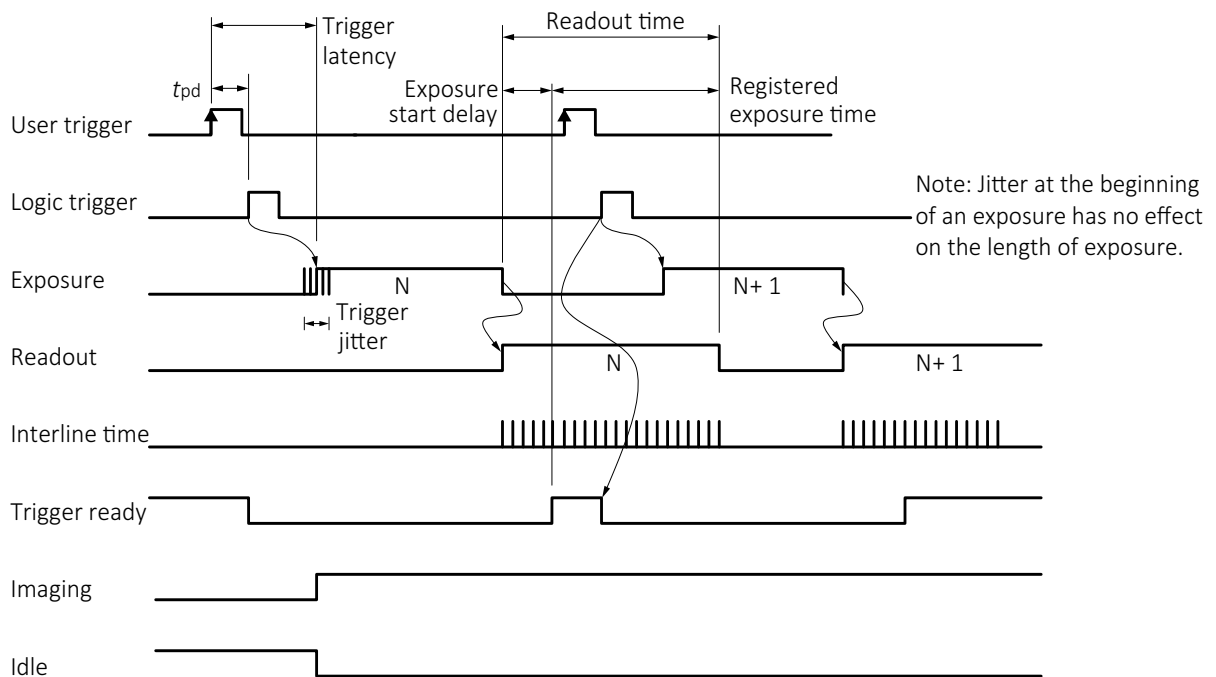 Trigger
latency
Readout time
tpd
Exposure
start delay
Registered
exposure time
User trigger
Logic trigger
Note: Jitter at the beginning
of an exposure has no effect
on the length of exposure.
Exposure
N
N+ 1
Trigger
jitter
Readout
N
N+ 1
Interline time
Trigger ready
Imaging
Idle